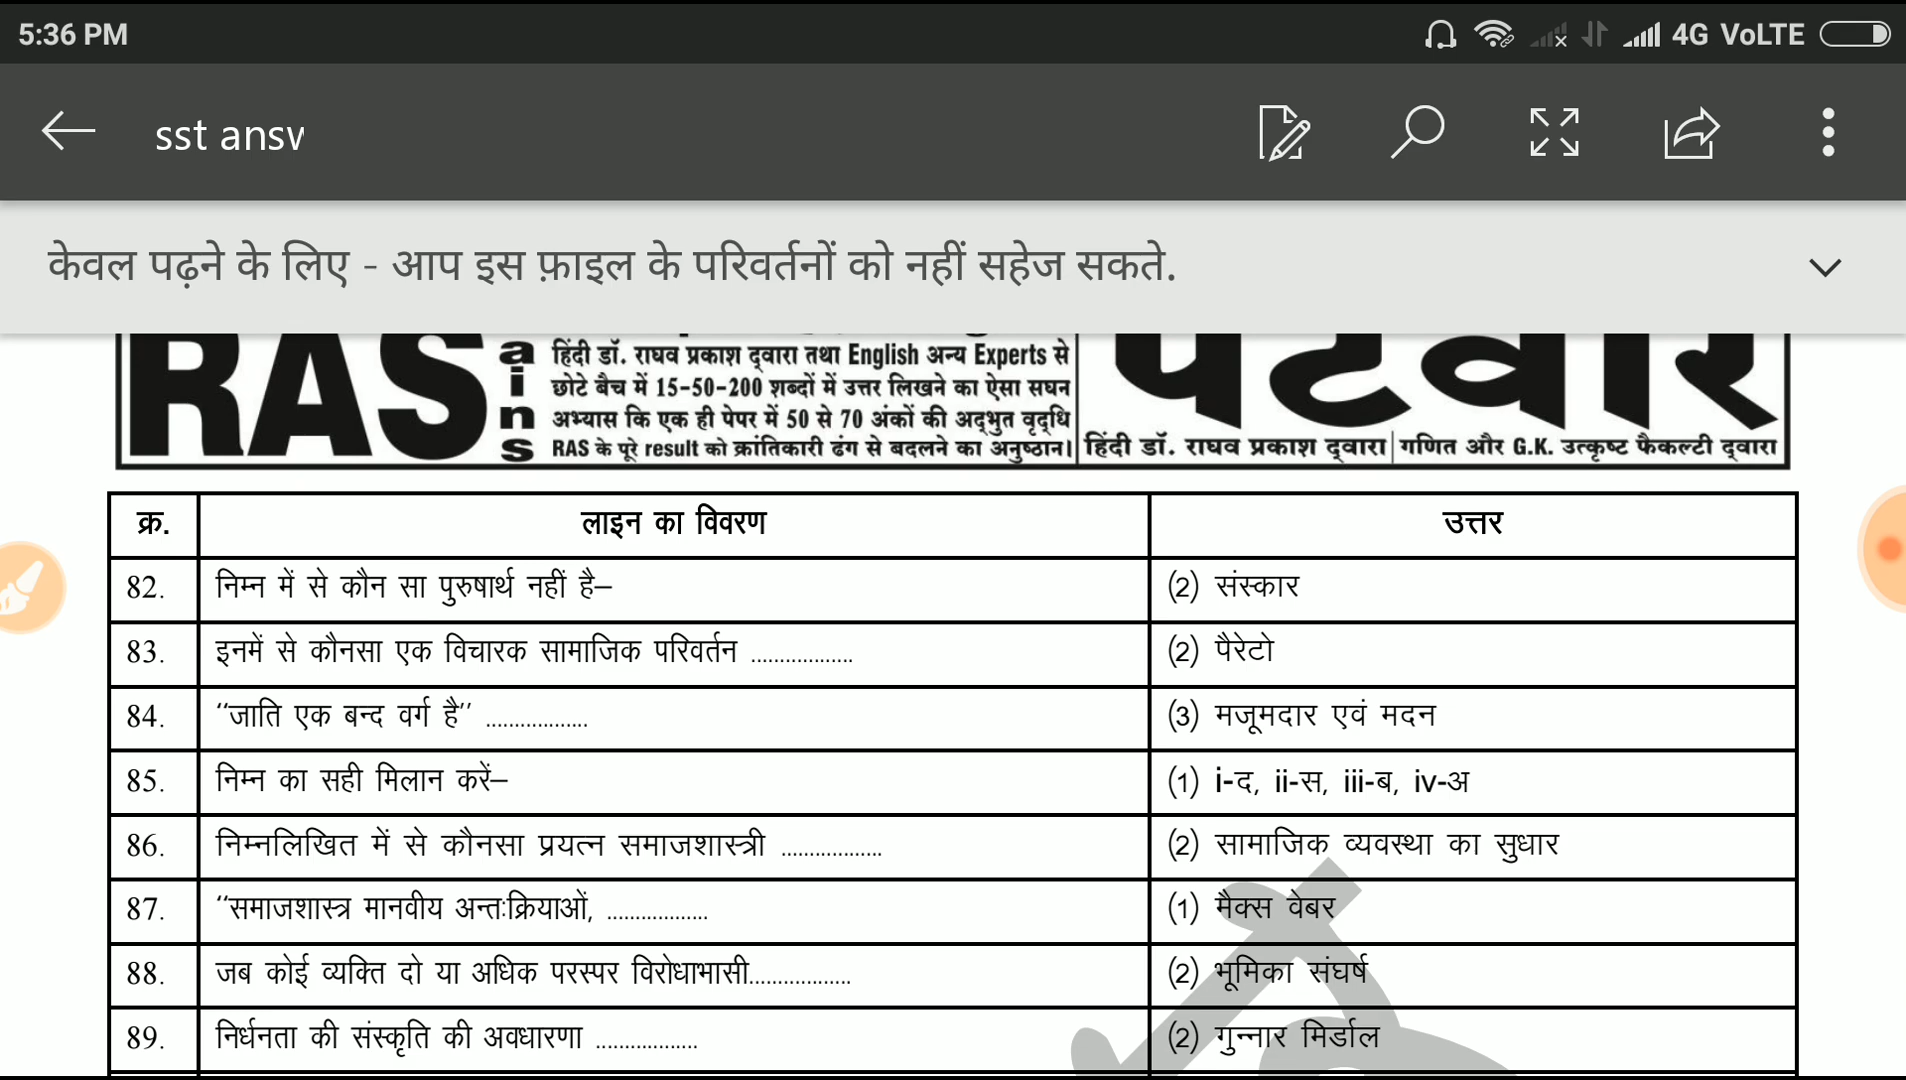 5:36 PM
4G VoLTE
sst answ
केवल पढ़ने के लिए - आप इस फ़ाइल के परिवर्तनों को नहीं सहेज सकते.
RAS
ains
हिंदी डॉ. राघव प्रकाश द्वारा तथा English अन्य Experts से
छोटे बैच में 15-50-200 शब्दों में उत्तर लिखने का ऐसा सघन
अभ्यास कि एक ही पेपर में 50 से 70 अंकों की अद्भुत वृद्धि
RAS के पूरे result को क्रांतिकारी ढंग से बदलने का अनुष्ठान।
पटवार
हिंदी डॉ. राघव प्रकाश द्वारा गणित और G.K. उत्कृष्ट फैकल्टी द्वारा
क्र. लाइन का विवरण उत्तर
82. निम्न में से कौन सा पुरुषार्थ नहीं है– (2) संस्कार
83. इनमें से कौनसा एक विचारक सामाजिक परिवर्तन .................. (2) पैरेटो
84. ‘‘जाति एक बन्द वर्ग है’’ .................. (3) मजूमदार एवं मदन
85. निम्न का सही मिलान करें– (1) i-द, ii-स, iii-ब, iv-अ
86. निम्नलिखित में से कौनसा प्रयत्न समाजशास्त्री .................. (2) सामाजिक व्यवस्था का सुधार
87. ‘‘समाजशास्त्र मानवीय अन्तःक्रियाओं, .................. (1) मैक्स वेबर
88. जब कोई व्यक्ति दो या अधिक परस्पर विरोधाभासी.................. (2) भूमिका संघर्ष
89. निर्धनता की संस्कृति की अवधारणा .................. (2) गुन्नार मिर्डाल